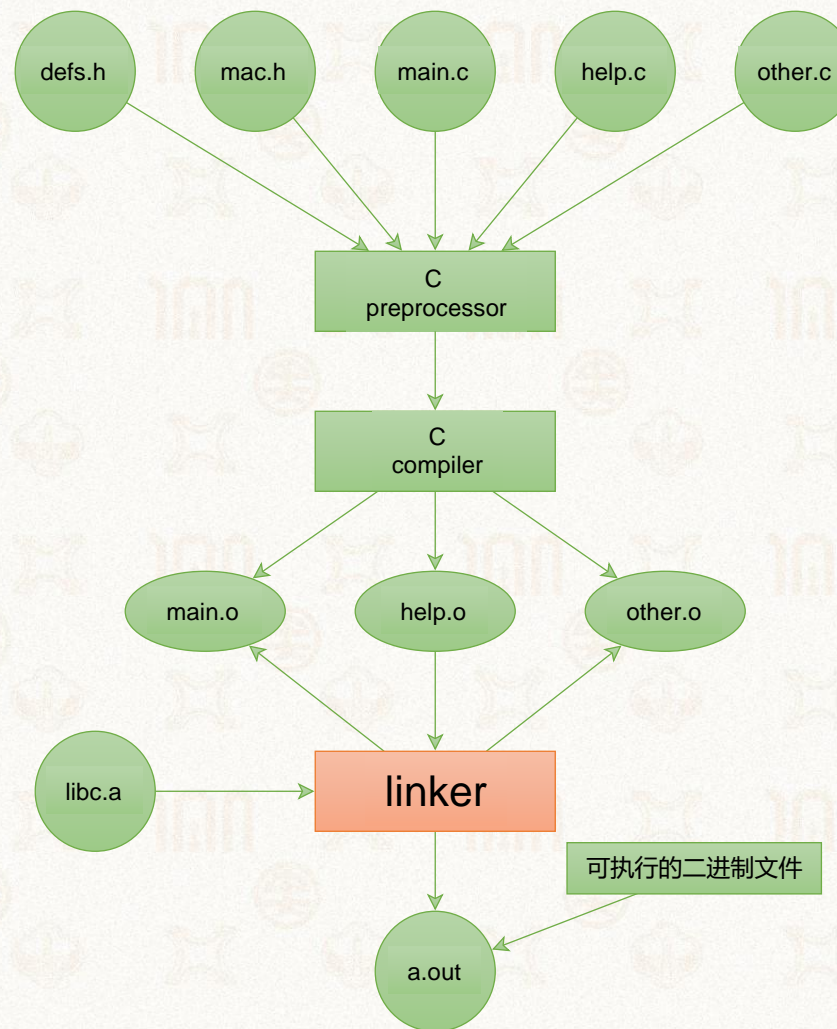 defs.h
mac.h
main.c
help.c
other.c
C
preprocessor
C
compiler
main.o
help.o
other.o
libc.a
linker
可执行的二进制文件
a.out